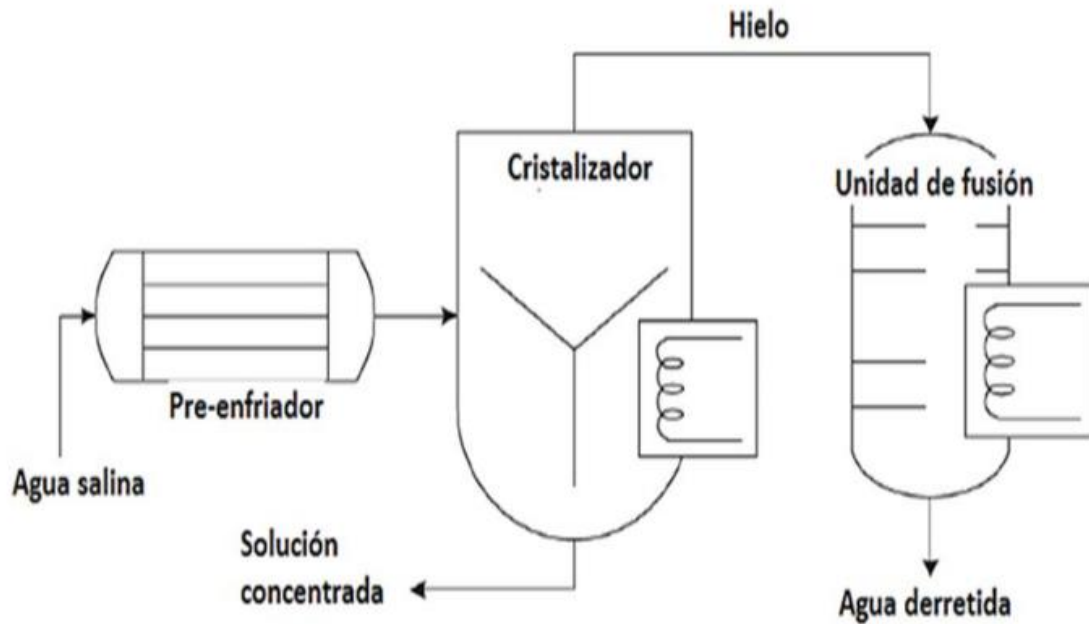 Hielo
Cristalizador
Unidad de fusión
Pre-enfriador
Agua salina
Solución
concentrada
Agua derretida